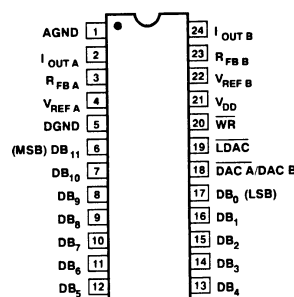 AGND 1 24 I OUT B
I OUT A 2 23 R FB B
R FB A 3 22 V REF B
V REF A 4 21 V DD
DGND 5 20 WR
(MSB) DB11 6 19 LDAC
DB10 7 18 DAC A/DAC B
DB9 8 17 DB0 (LSB)
DB8 9 16 DB1
DB7 10 15 DB2
DB6 11 14 DB3
DB5 12 13 DB4